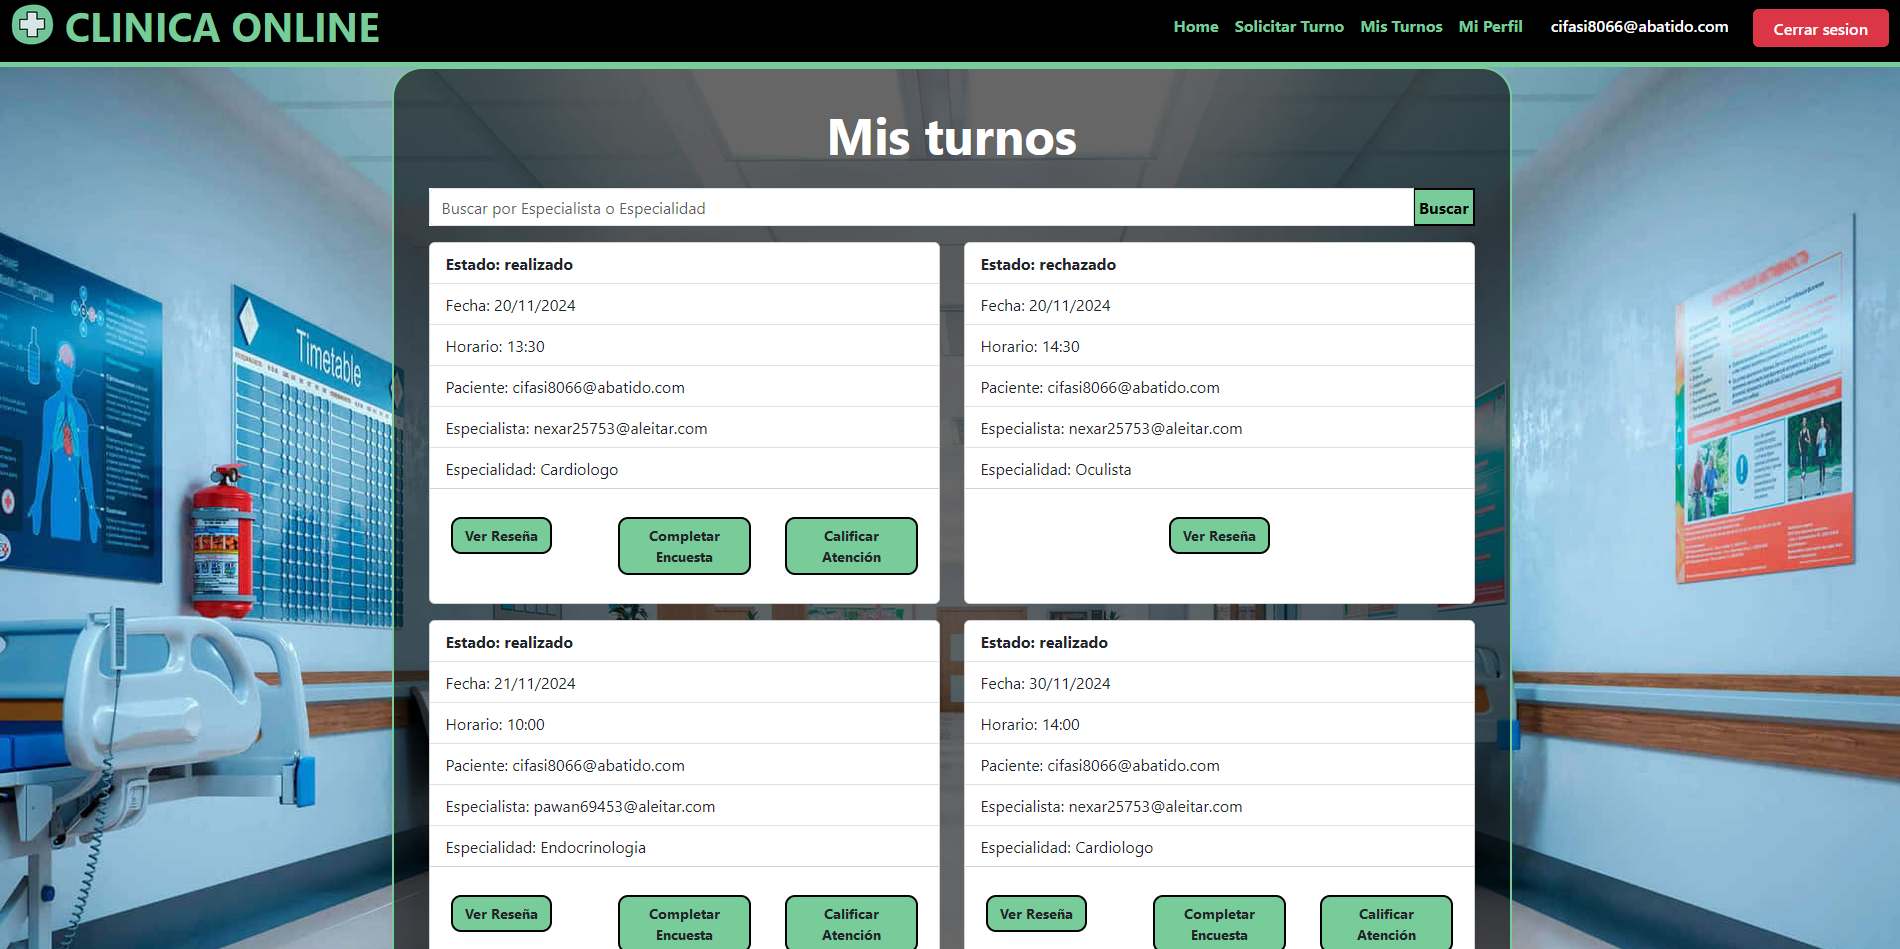 CLINICA ONLINE
Home Solicitar Turno Mis Turnos Mi Perfil cifasi8066@abatido.com Cerrar sesion
Mis turnos
Buscar por Especialista o Especialidad Buscar
Estado: realizado
Fecha: 20/11/2024
Horario: 13:30
Paciente: cifasi8066@abatido.com
Especialista: nexar25753@aleitar.com
Especialidad: Cardiologo
Ver Reseña
Completar
Encuesta
Calificar
Atención
Estado: rechazado
Fecha: 20/11/2024
Horario: 14:30
Paciente: cifasi8066@abatido.com
Especialista: nexar25753@aleitar.com
Especialidad: Oculista
Ver Reseña
Estado: realizado
Fecha: 21/11/2024
Horario: 10:00
Paciente: cifasi8066@abatido.com
Especialista: pawan69453@aleitar.com
Especialidad: Endocrinologia
Ver Reseña
Completar
Encuesta
Calificar
Atención
Estado: realizado
Fecha: 30/11/2024
Horario: 14:00
Paciente: cifasi8066@abatido.com
Especialista: nexar25753@aleitar.com
Especialidad: Cardiologo
Ver Reseña
Completar
Encuesta
Calificar
Atención
Timetable